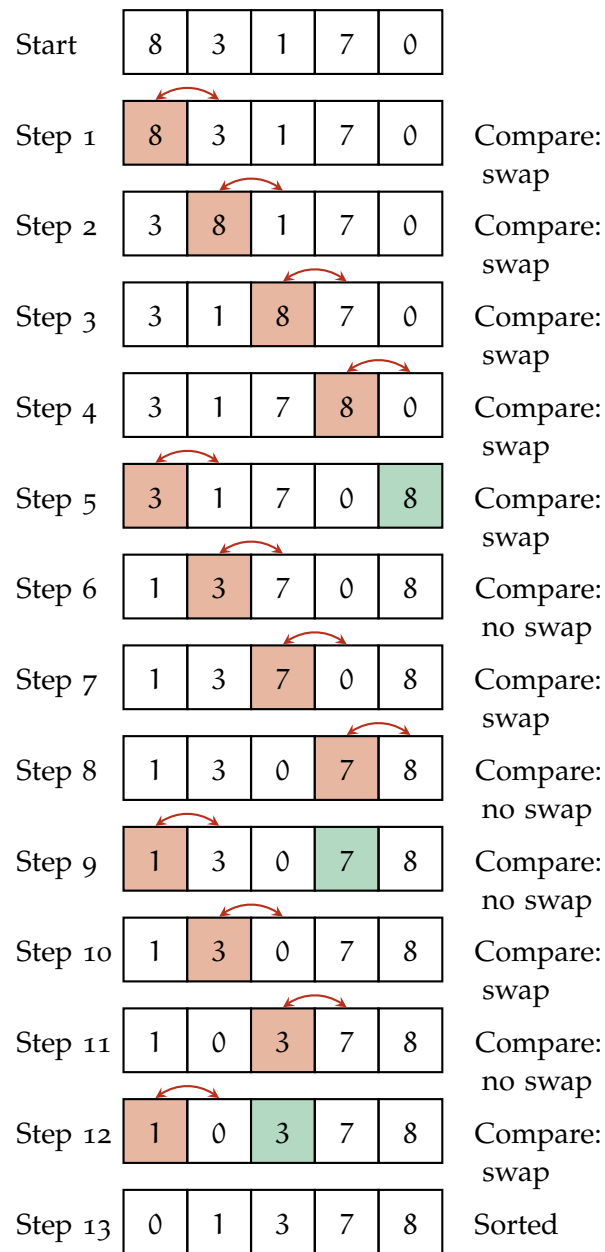 Start 8 3 1 7 0
Step 1 8 3 1 7 0 Compare:
swap
Step 2 3 8 1 7 0 Compare:
swap
Step 3 3 1 8 7 0 Compare:
swap
Step 4 3 1 7 8 0 Compare:
swap
Step 5 3 1 7 0 8 Compare:
swap
Step 6 1 3 7 0 8 Compare:
no swap
Step 7 1 3 7 0 8 Compare:
swap
Step 8 1 3 0 7 8 Compare:
no swap
Step 9 1 3 0 7 8 Compare:
no swap
Step 10 1 3 0 7 8 Compare:
swap
Step 11 1 0 3 7 8 Compare:
no swap
Step 12 1 0 3 7 8 Compare:
swap
Step 13 0 1 3 7 8 Sorted